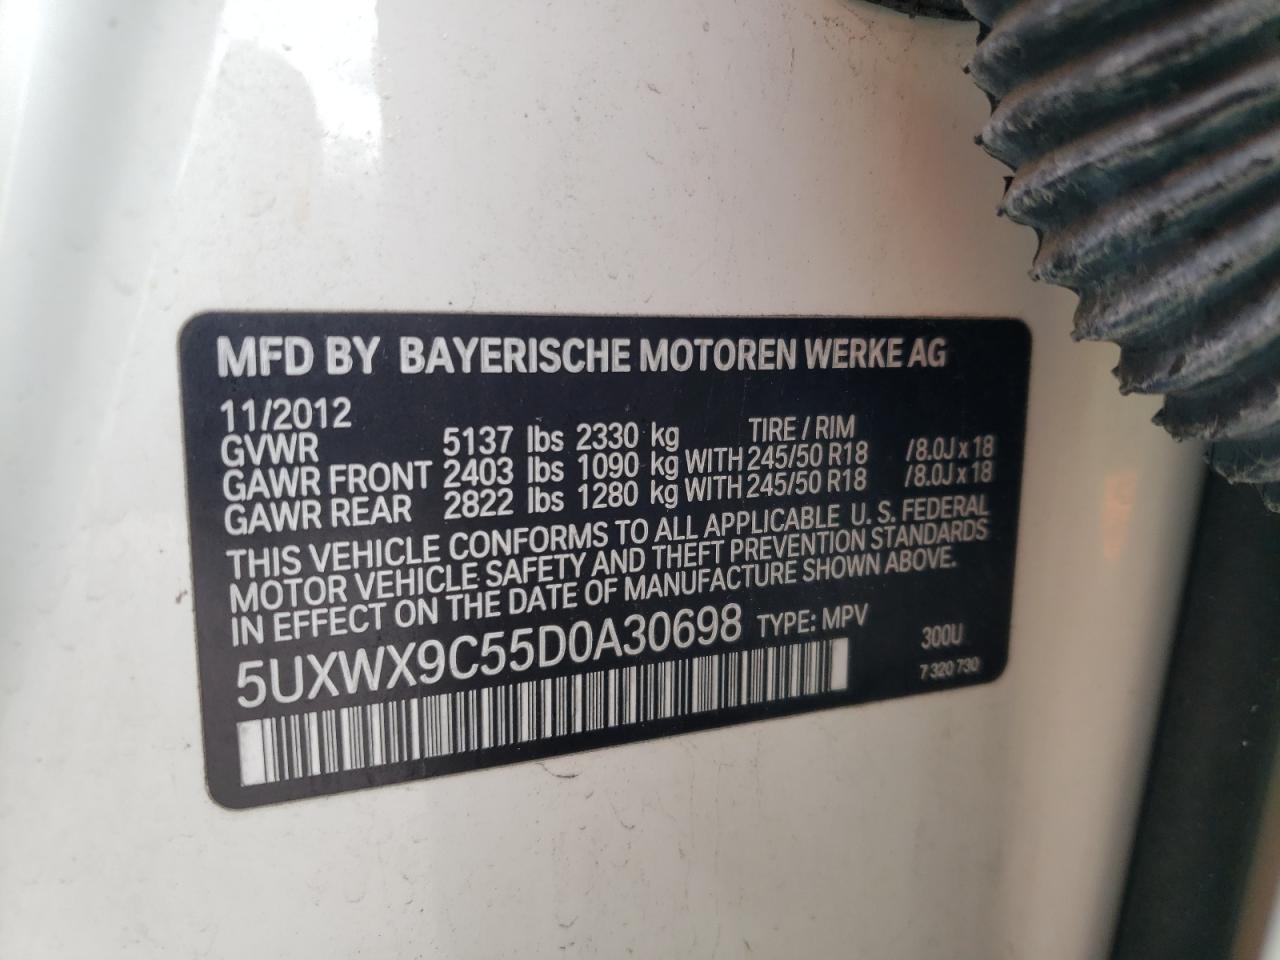 MFD BY BAYERISCHE MOTOREN WERKE AG
11/2012
GVWR 5137 lbs 2330 kg TIRE / RIM
GAWR FRONT 2403 lbs 1090 kg WITH 245/50 R18 /8.0J x 18
GAWR REAR 2822 lbs 1280 kg WITH 245/50 R18 /8.0J x 18
THIS VEHICLE CONFORMS TO ALL APPLICABLE U. S. FEDERAL
MOTOR VEHICLE SAFETY AND THEFT PREVENTION STANDARDS
IN EFFECT ON THE DATE OF MANUFACTURE SHOWN ABOVE.
5UXWX9C55D0A30698 TYPE: MPV 300U
7 320 730